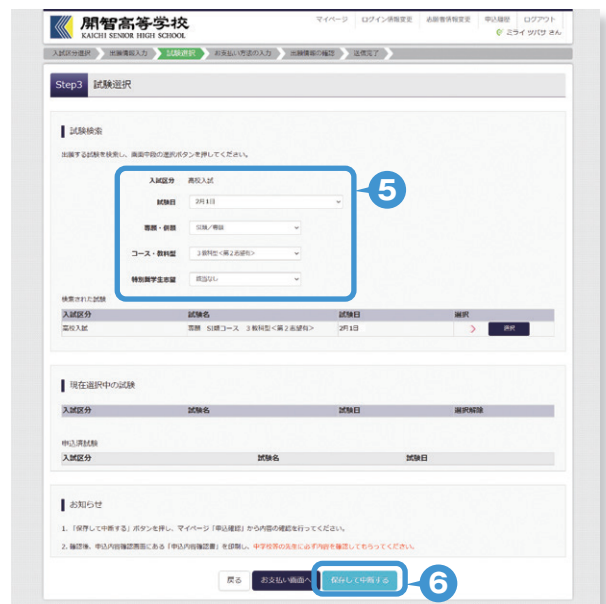 開智高等学校
KAICHI SENIOR HIGH SCHOOL
マイページ ログイン情報変更 志願者情報変更 申込履歴 ログアウト
ミライ ツバサ さん
入試区分選択 出願情報入力 試験選択 お支払い方法の入力 出願情報の確認 送信完了
Step3 試験選択
試験検索
出願する試験を検索し、画面中段の選択ボタンを押してください。
入試区分 高校入試
試験日 2月1日
5
専願・併願
コース・教科型 3教科型<第2志望有>
特別奨学生志望 該当なし
検索された試験
入試区分 試験名 試験日 選択
高校入試 専願 S1類コース 3教科型<第2志望有> 2月1日 選択
現在選択中の試験
入試区分 試験名 試験日 選択解除
申込済試験
入試区分 試験名 試験日
お知らせ
1. 「保存して中断する」ボタンを押し、マイページ「申込確認」から内容の確認を行ってください。
2. 確認後、申込内容確認画面にある「申込内容確認書」を印刷し、中学校等の先生に必ず内容を確認してもらってください。
戻る お支払い画面へ 保存して中断する
6